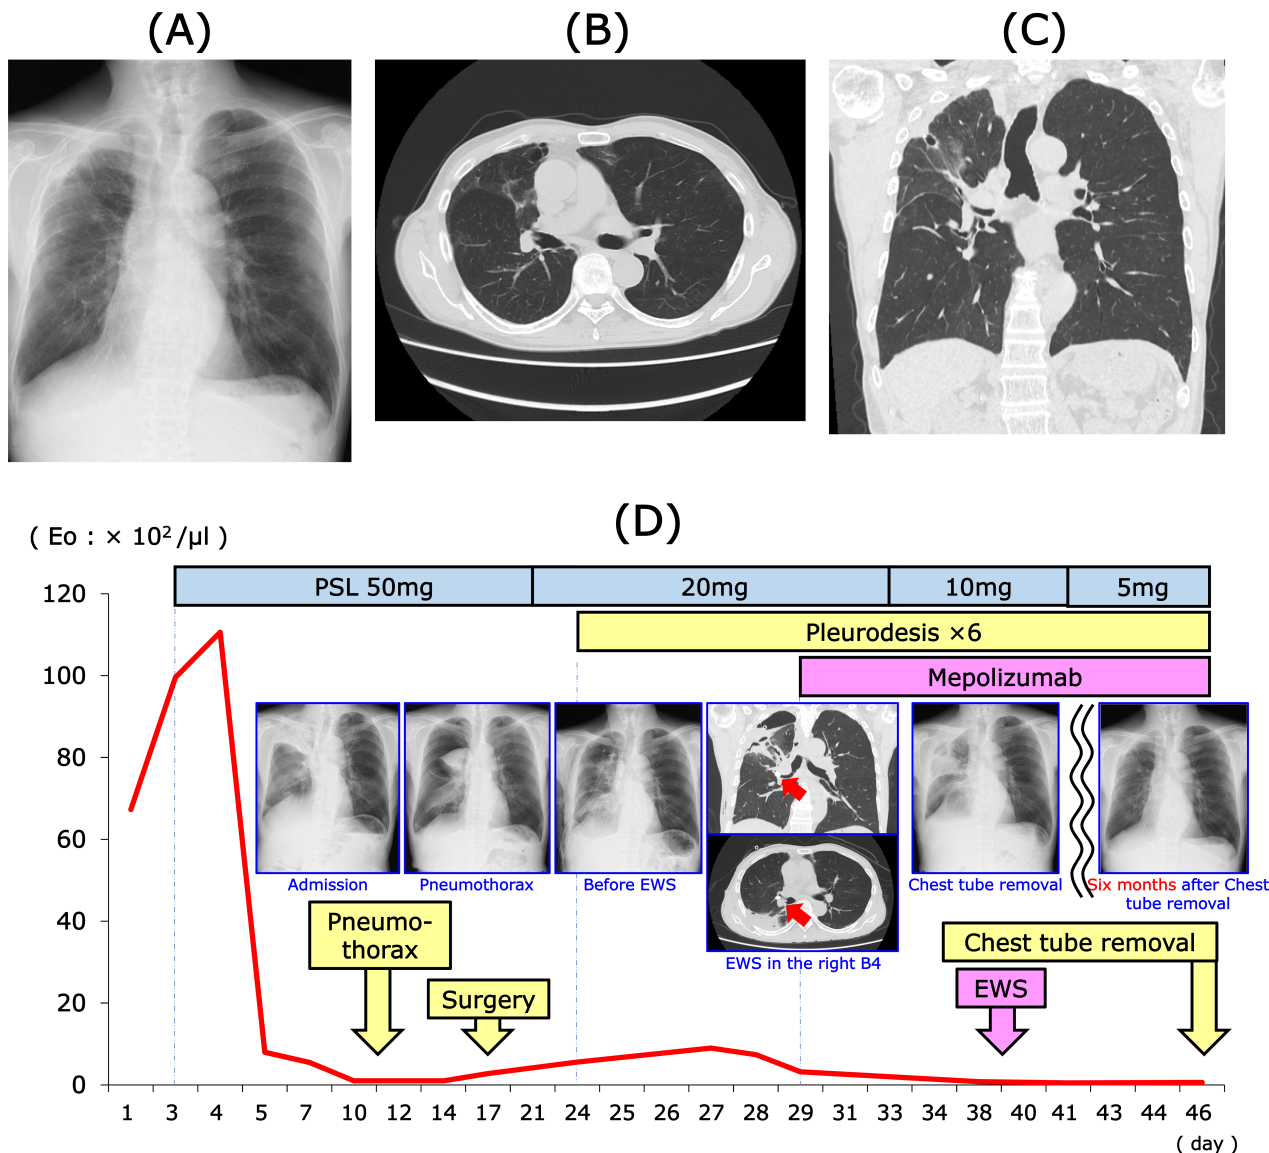 (A)
(B)
(C)
(D)
( Eo : × 10²/μl )
PSL 50mg
20mg
10mg
5mg
Pleurodesis ×6
Mepolizumab
120
100
80
60
40
20
0
Admission
Pneumothorax
Before EWS
EWS in the right B4
Chest tube removal
Six months after Chest
tube removal
Pneumo-
thorax
Surgery
Chest tube removal
EWS
1 3 4 5 7 10 12 14 17 21 24 25 26 27 28 29 31 33 34 38 40 41 43 44 46
( day )